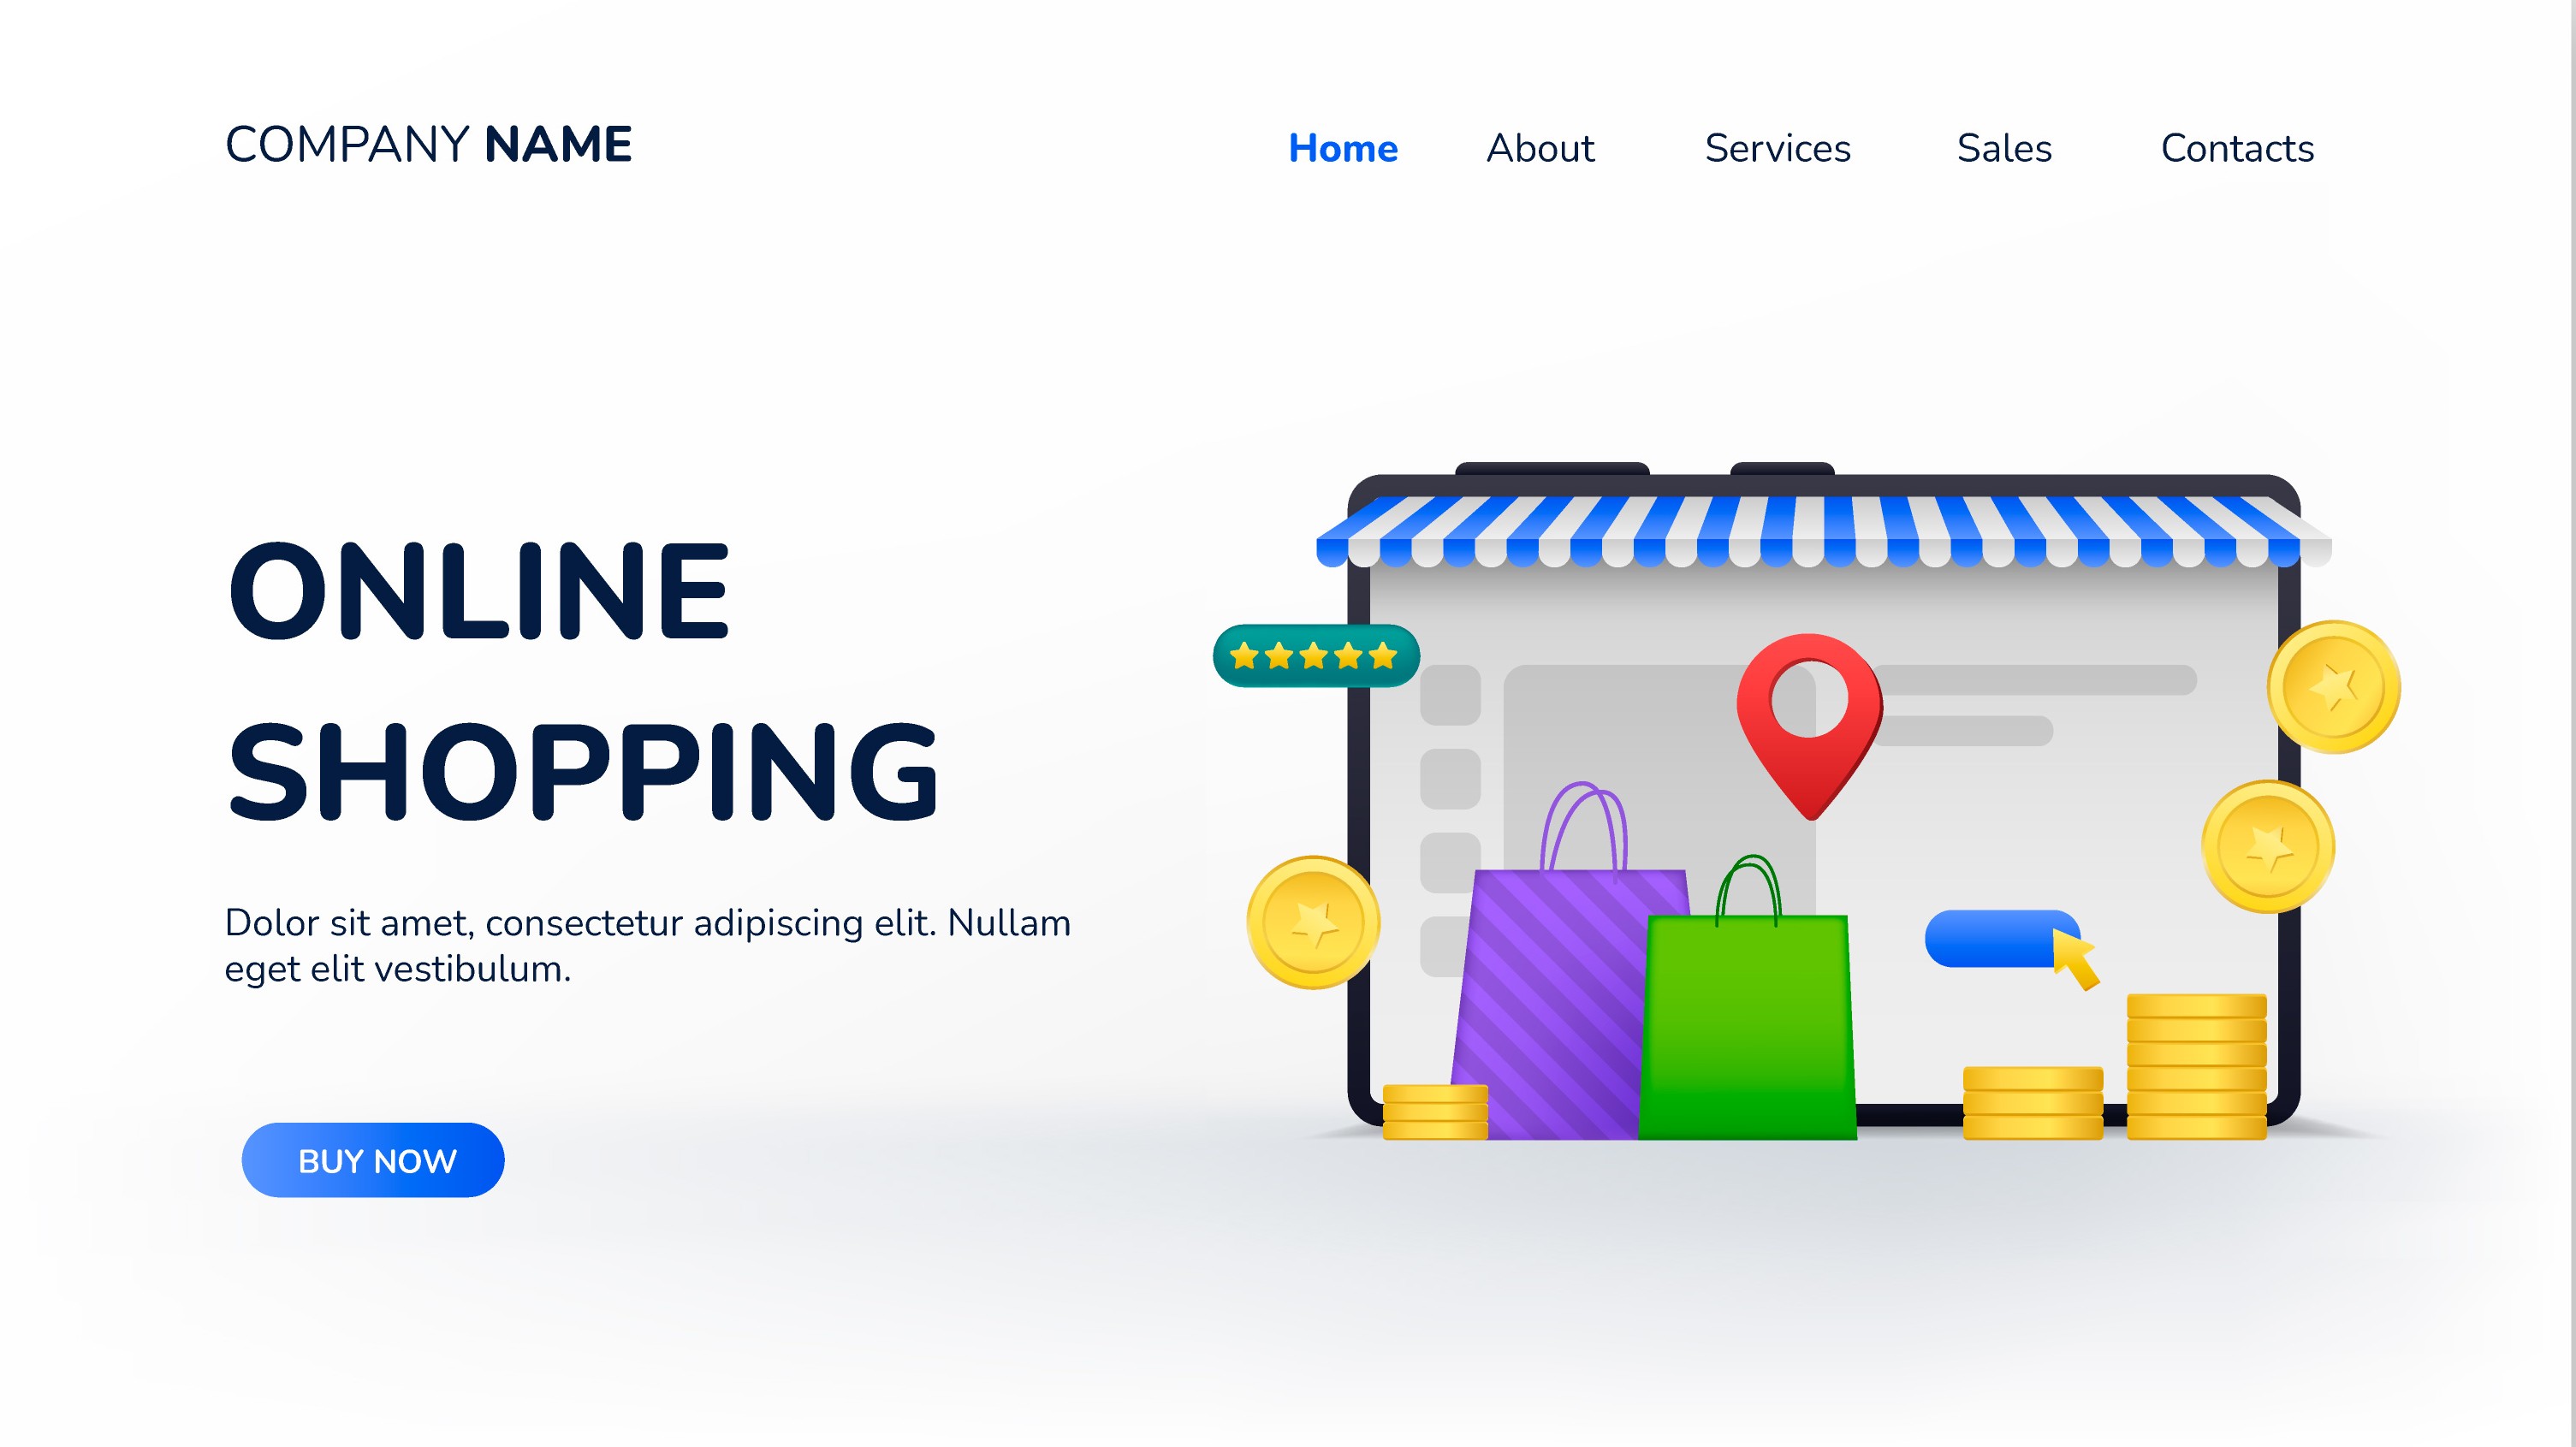 COMPANY NAME
Home About Services Sales Contacts
ONLINE
SHOPPING
Dolor sit amet, consectetur adipiscing elit. Nullam
eget elit vestibulum.
BUY NOW